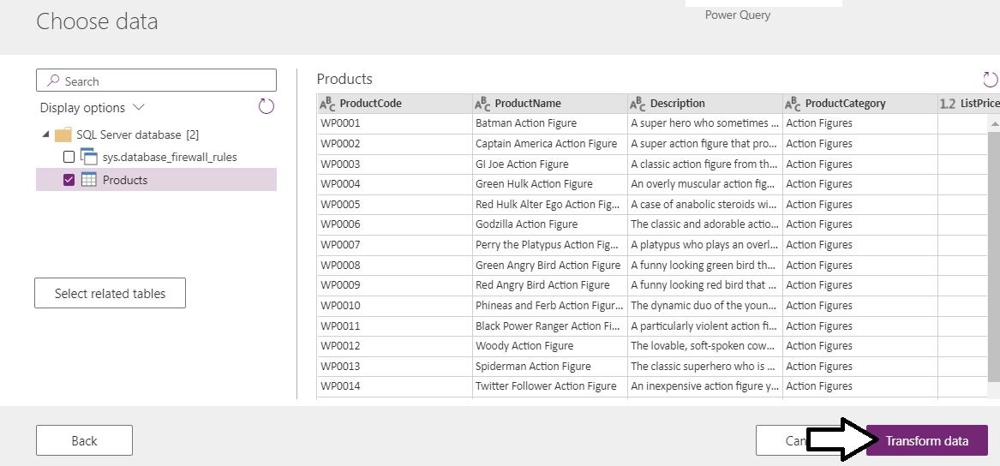 Choose data
Power Query
Search
Display options
SQL Server database [2]
sys.database_firewall_rules
Products
Select related tables
Products
ABC ProductCode ABC ProductName ABC Description ABC ProductCategory 1.2 ListPrice
WP0001 Batman Action Figure A super hero who sometimes ... Action Figures
WP0002 Captain America Action Figure A super action figure that pro... Action Figures
WP0003 GI Joe Action Figure A classic action figure from th... Action Figures
WP0004 Green Hulk Action Figure An overly muscular action fig... Action Figures
WP0005 Red Hulk Alter Ego Action Fig... A case of anabolic steroids wi... Action Figures
WP0006 Godzilla Action Figure The classic and adorable actio... Action Figures
WP0007 Perry the Platypus Action Fig... A platypus who plays an overl... Action Figures
WP0008 Green Angry Bird Action Figure A funny looking green bird th... Action Figures
WP0009 Red Angry Bird Action Figure A funny looking red bird that ... Action Figures
WP0010 Phineas and Ferb Action Figur... The dynamic duo of the youn... Action Figures
WP0011 Black Power Ranger Action Fi... A particularly violent action fi... Action Figures
WP0012 Woody Action Figure The lovable, soft-spoken cow... Action Figures
WP0013 Spiderman Action Figure The classic superhero who is ... Action Figures
WP0014 Twitter Follower Action Figure An inexpensive action figure y... Action Figures
Back
Can
Transform data